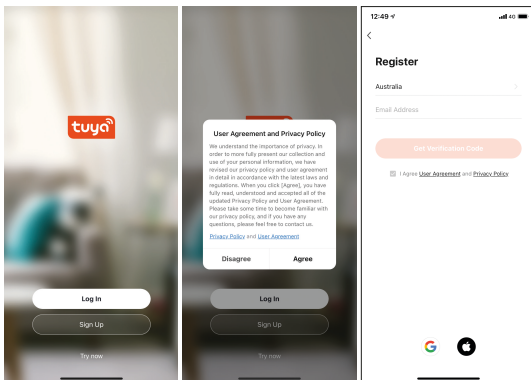 tuya
Log In
Sign Up
Try now
tuya
User Agreement and Privacy Policy
We understand the importance of privacy. In
order to more fully present our collection and
use of your personal information, we have
revised our privacy policy and user agreement
in detail in accordance with the latest laws and
regulations. When you click [Agree], you have
fully read, understood and accepted all of the
updated Privacy Policy and User Agreement.
Please take some time to become familiar with
our privacy policy, and if you have any
questions, please feel free to contact us.
Privacy Policy and User Agreement
Disagree Agree
Log In
Sign Up
Try now
12:49 4G
Register
Australia
Email Address
Get Verification Code
I Agree User Agreement and Privacy Policy
G